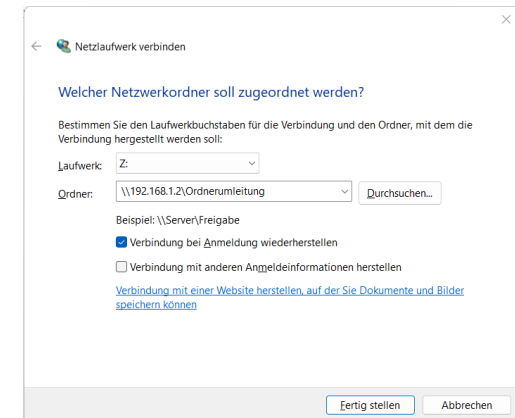 Netzlaufwerk verbinden
Welcher Netzwerkordner soll zugeordnet werden?
Bestimmen Sie den Laufwerkbuchstaben für die Verbindung und den Ordner, mit dem die
Verbindung hergestellt werden soll:
Laufwerk: Z:
Ordner: \\192.168.1.2\Ordnerumleitung Durchsuchen...
Beispiel: \\Server\Freigabe
Verbindung bei Anmeldung wiederherstellen
Verbindung mit anderen Anmeldeinformationen herstellen
Verbindung mit einer Website herstellen, auf der Sie Dokumente und Bilder
speichern können
Fertig stellen Abbrechen